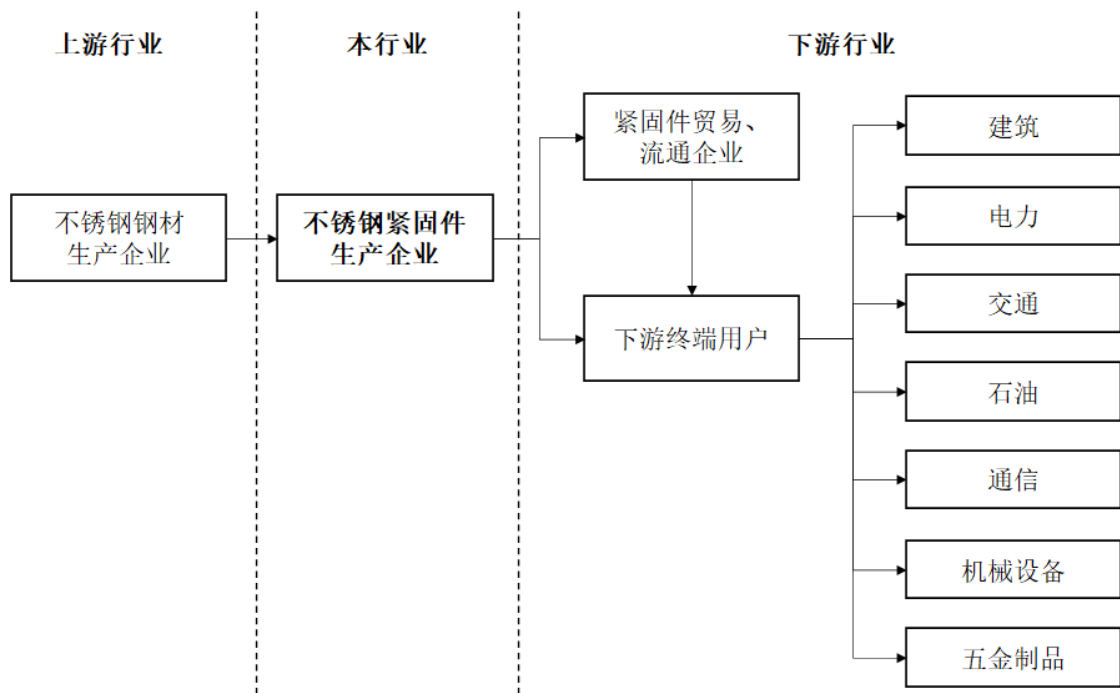 上游行业
本行业
下游行业
不锈钢钢材
生产企业
不锈钢紧固件
生产企业
紧固件贸易、
流通企业
下游终端用户
建筑
电力
交通
石油
通信
机械设备
五金制品